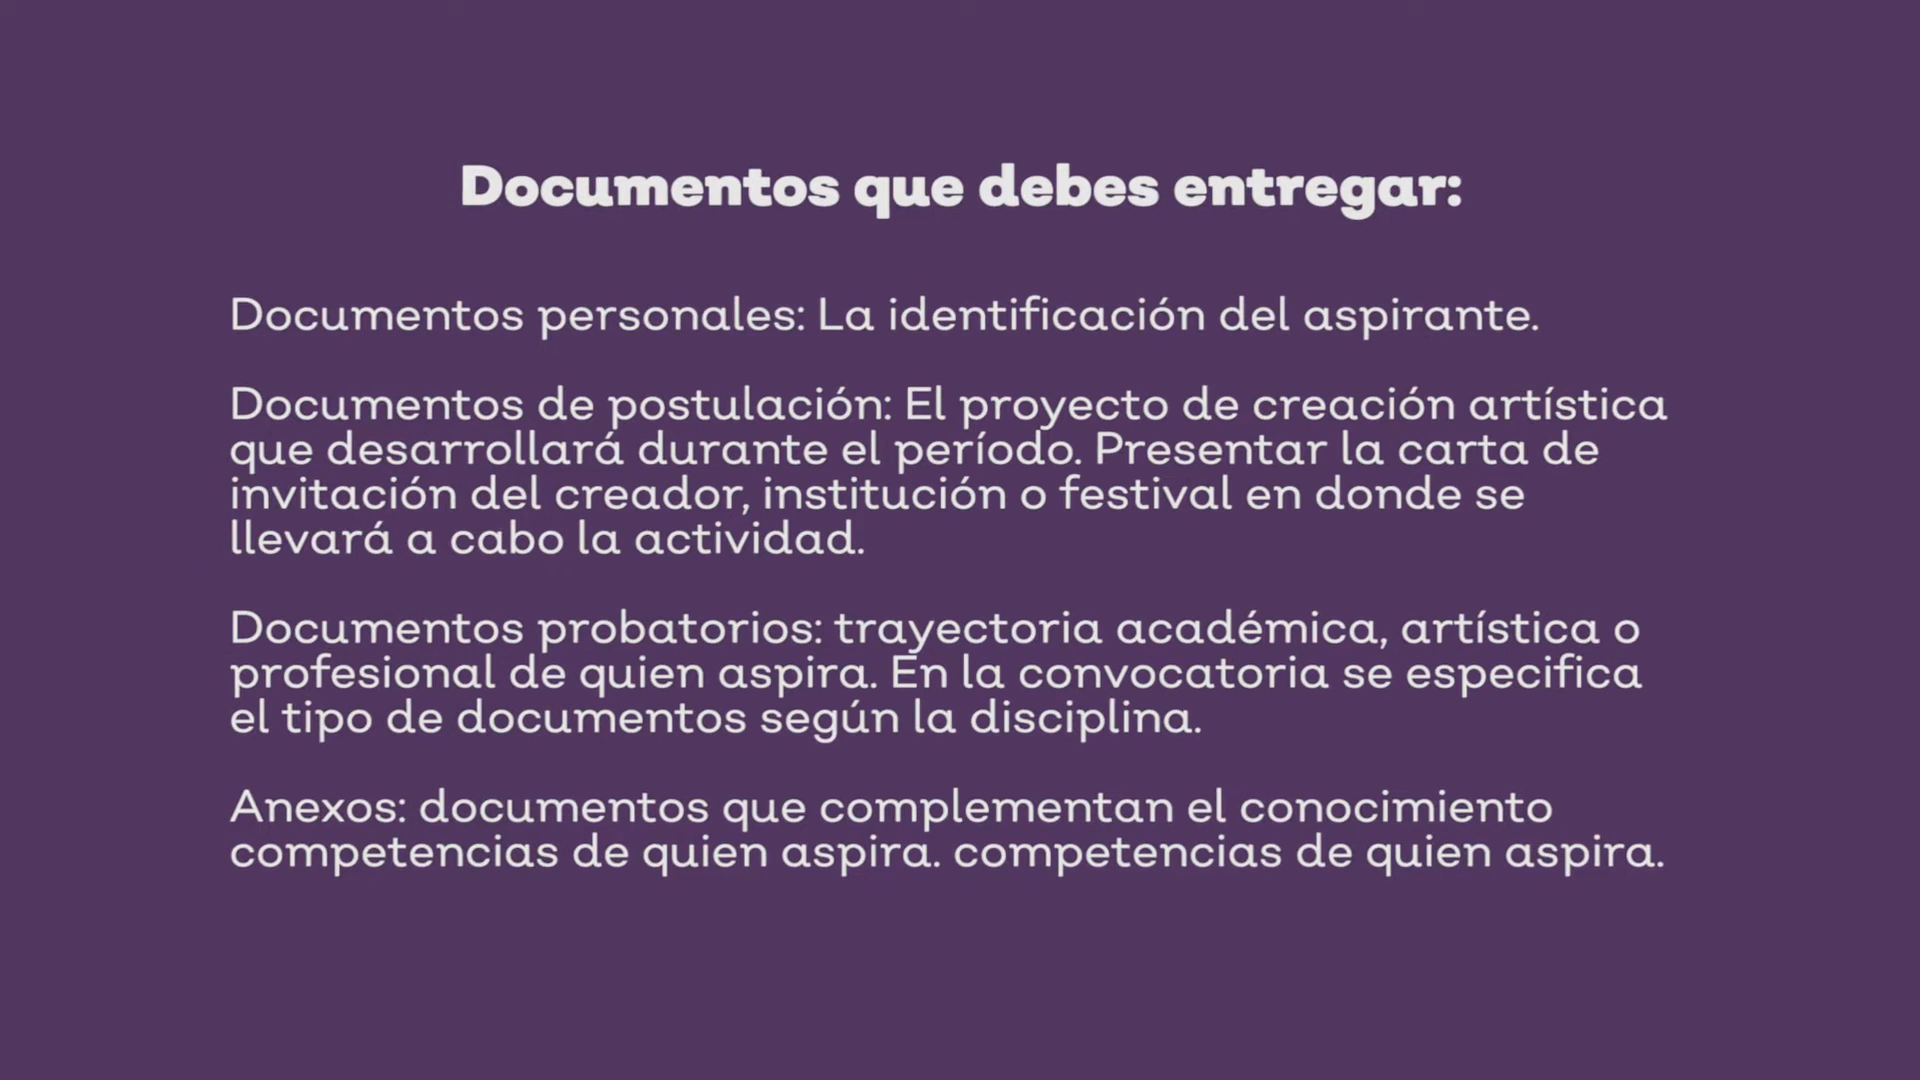 Documentos que debes entregar:
Documentos personales: La identificación del aspirante.
Documentos de postulación: El proyecto de creación artística
que desarrollará durante el período. Presentar la carta de
invitación del creador, institución o festival en donde se
llevará a cabo la actividad.
Documentos probatorios: trayectoria académica, artística o
profesional de quien aspira. En la convocatoria se especifica
el tipo de documentos según la disciplina.
Anexos: documentos que complementan el conocimiento
competencias de quien aspira. competencias de quien aspira.